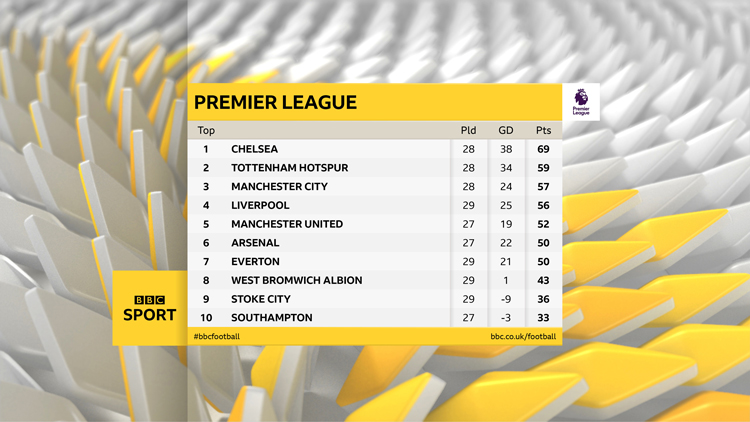 PREMIER LEAGUE
Premier
League
Top Pld GD Pts
1 CHELSEA 28 38 69
2 TOTTENHAM HOTSPUR 28 34 59
3 MANCHESTER CITY 28 24 57
4 LIVERPOOL 29 25 56
5 MANCHESTER UNITED 27 19 52
6 ARSENAL 27 22 50
7 EVERTON 29 21 50
8 WEST BROMWICH ALBION 29 1 43
9 STOKE CITY 29 -9 36
10 SOUTHAMPTON 27 -3 33
BBC
SPORT
#bbcfootball bbc.co.uk/football